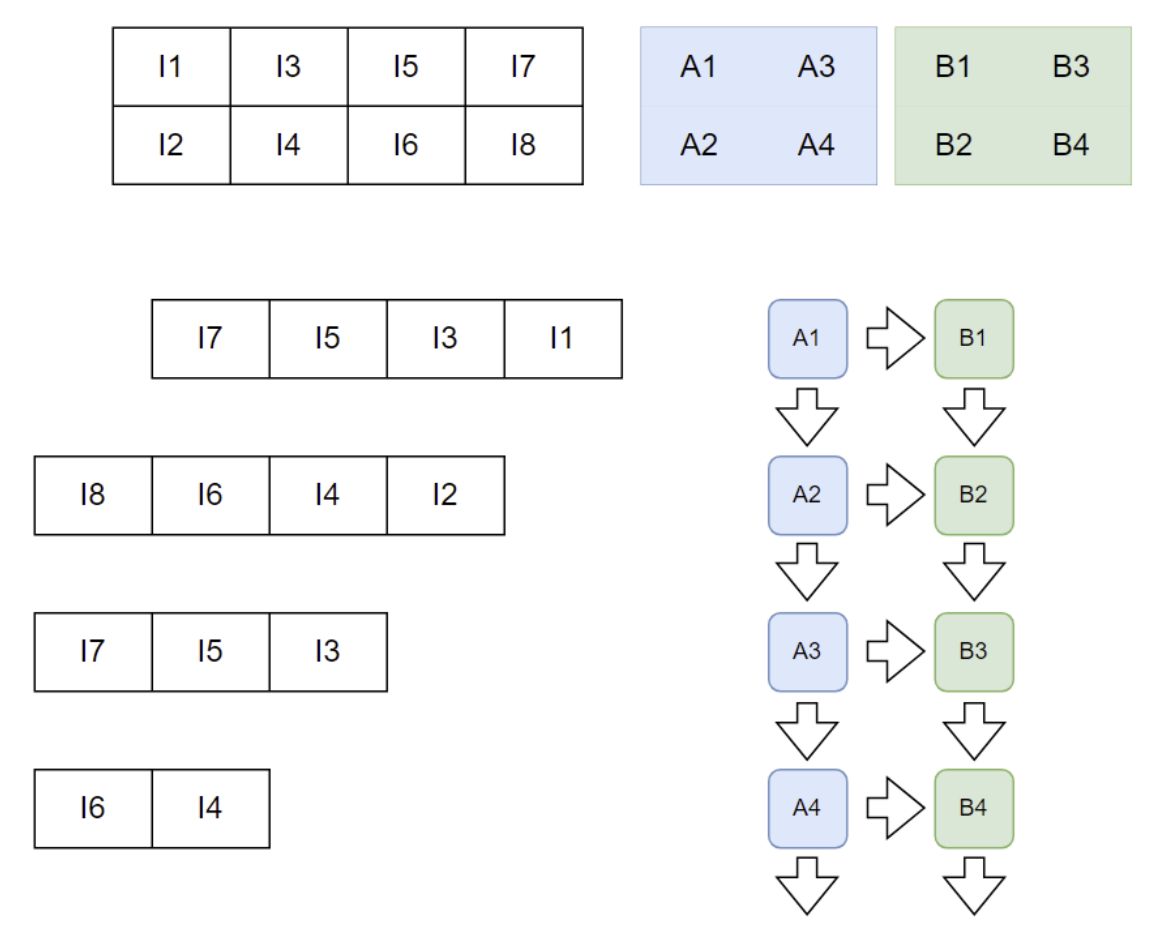 I1 I3 I5 I7 A1 A3 B1 B3
I2 I4 I6 I8 A2 A4 B2 B4
I7 I5 I3 I1 A1 B1
I8 I6 I4 I2 A2 B2
I7 I5 I3 A3 B3
I6 I4 A4 B4